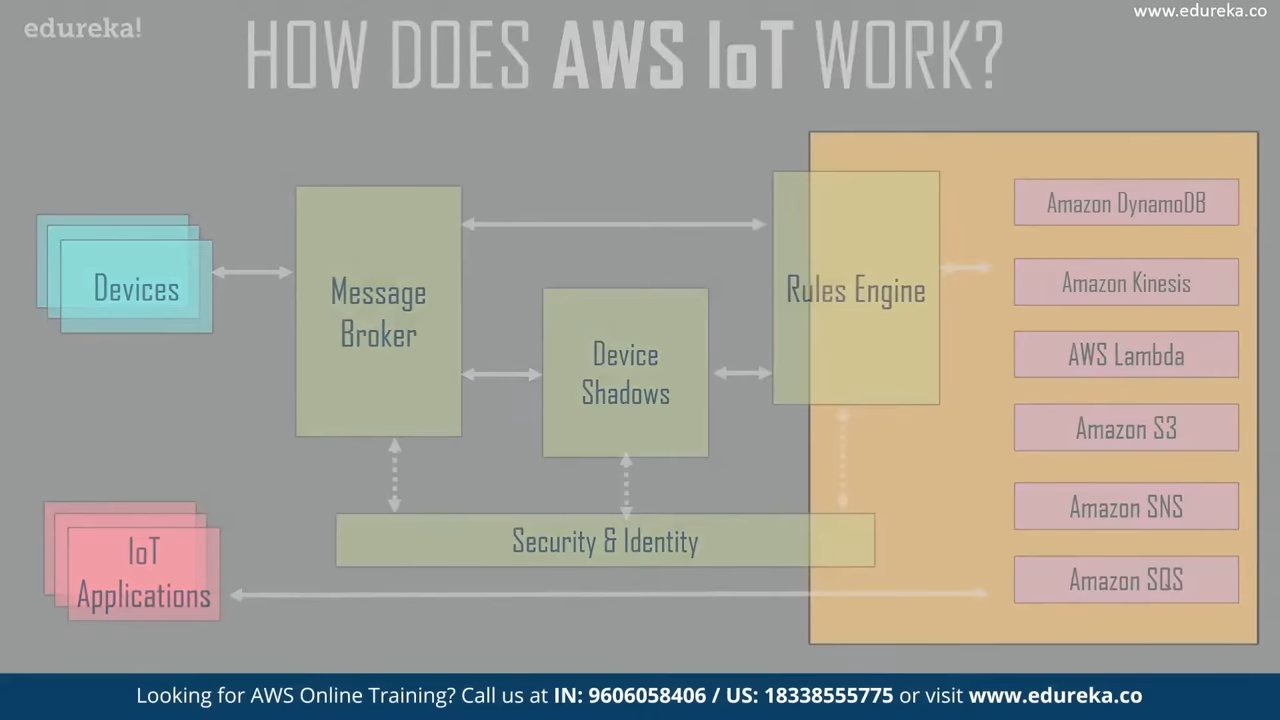 edureka!
www.edureka.co
HOW DOES AWS IoT WORK?
Devices
Message
Broker
Device
Shadows
Rules Engine
Amazon DynamoDB
Amazon Kinesis
AWS Lambda
Amazon S3
Amazon SNS
Amazon SQS
Security & Identity
IoT
Applications
Looking for AWS Online Training? Call us at IN: 9606058406 / US: 18338555775 or visit www.edureka.co